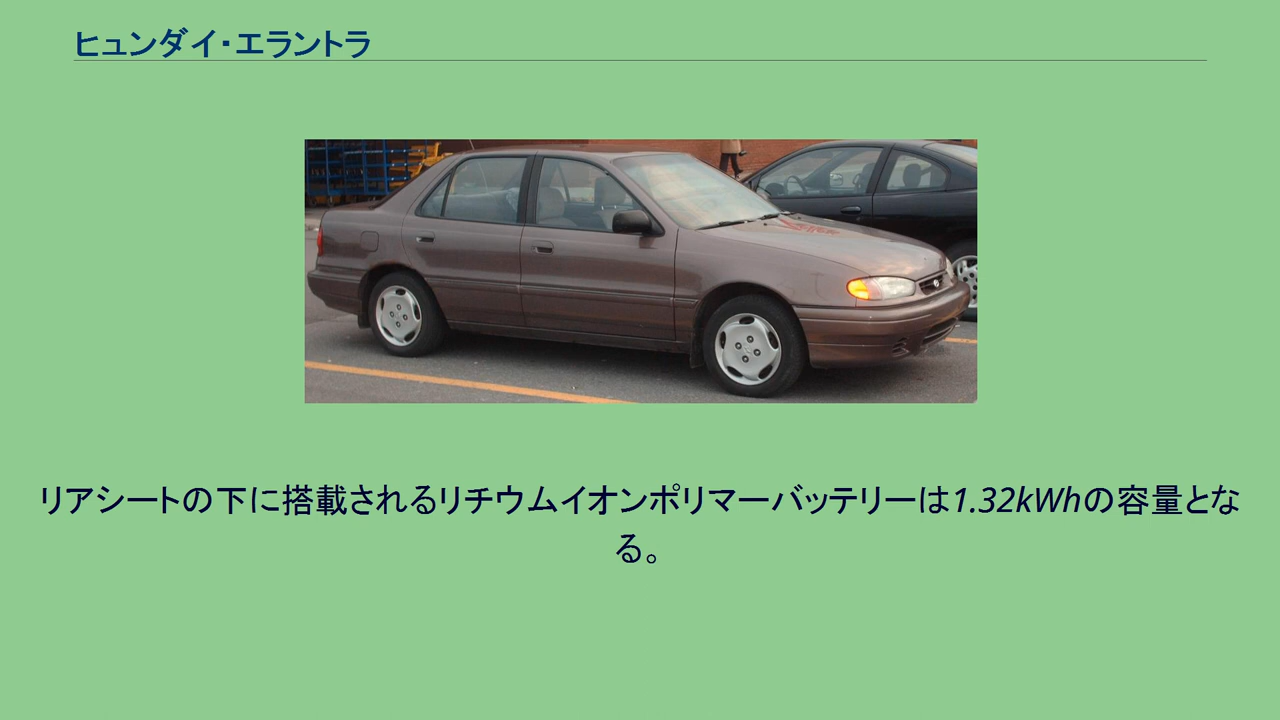 ヒュンダイ・エラントラ
リアシートの下に搭載されるリチウムイオンポリマーバッテリーは1.32kWhの容量とな
る。